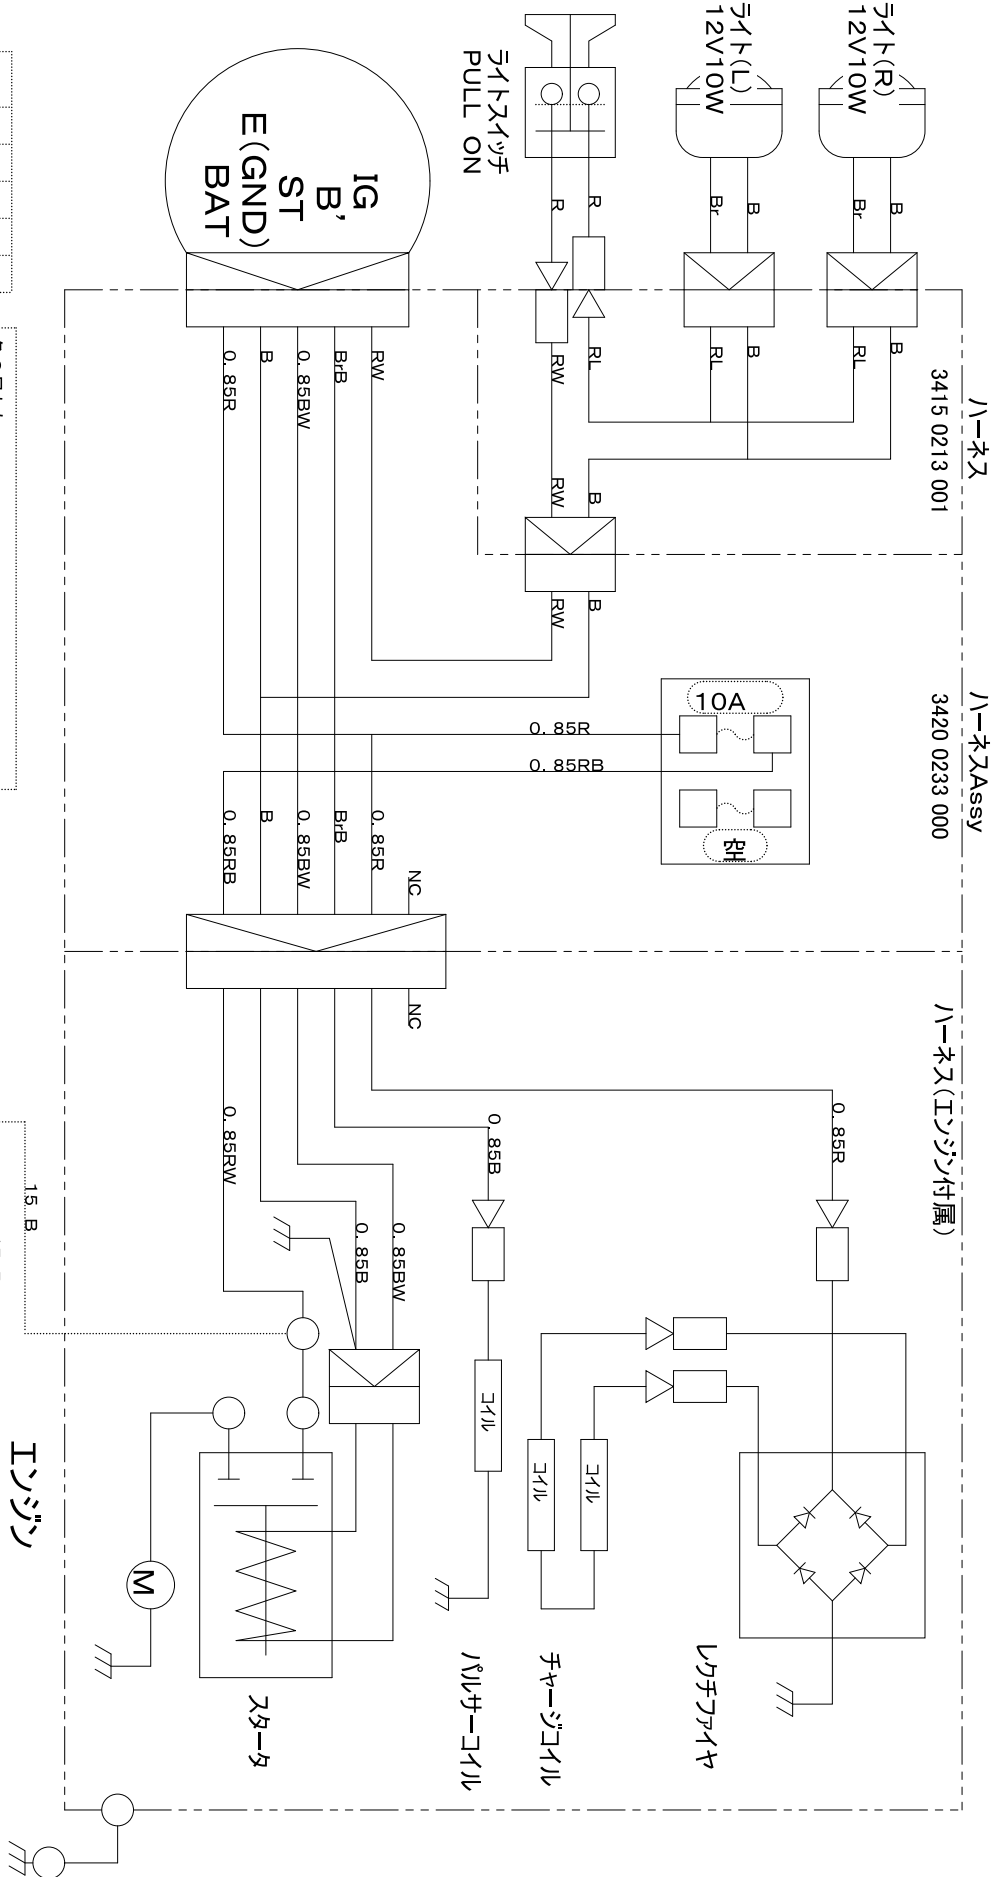 ライト(R)
12V10W
ライト(L)
12V10W
ライトスイッチ
PULL ON
IG
B'
ST
E(GND)
BAT
B
Br
B
Br
R
R
B
RL
B
RL
RL
RW
ハーネス
3415 0213 001
RW
BrB
0.85BW
B
0.85R
B
RW
B
RW
ハーネスAssy
3420 0233 000
10A
空
0.85R
0.85RB
NC
0.85R
BrB
0.85BW
B
0.85RB
NC
ハーネス(エンジン付属)
0.85R
0.85B
0.85BW
0.85B
0.85RW
15 B
コイル
コイル
コイル
M
レクチファイヤ
チャージコイル
パルサーコイル
スタータ
エンジン